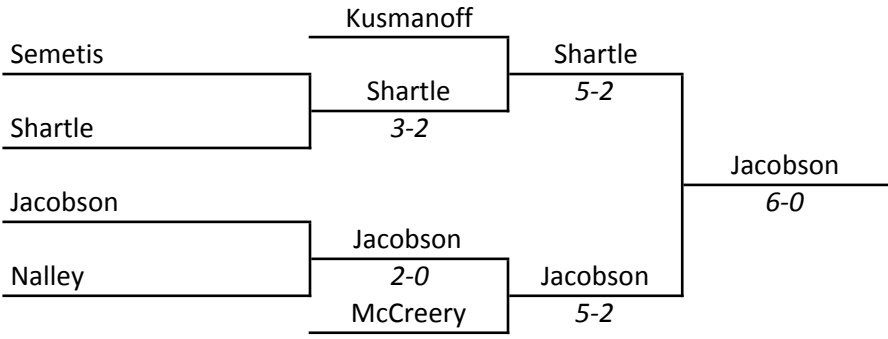 Kusmanoff
Semetis
Shartle
Shartle
5-2
Shartle
3-2
Jacobson
6-0
Jacobson
Jacobson
Nalley
2-0
Jacobson
McCreery
5-2